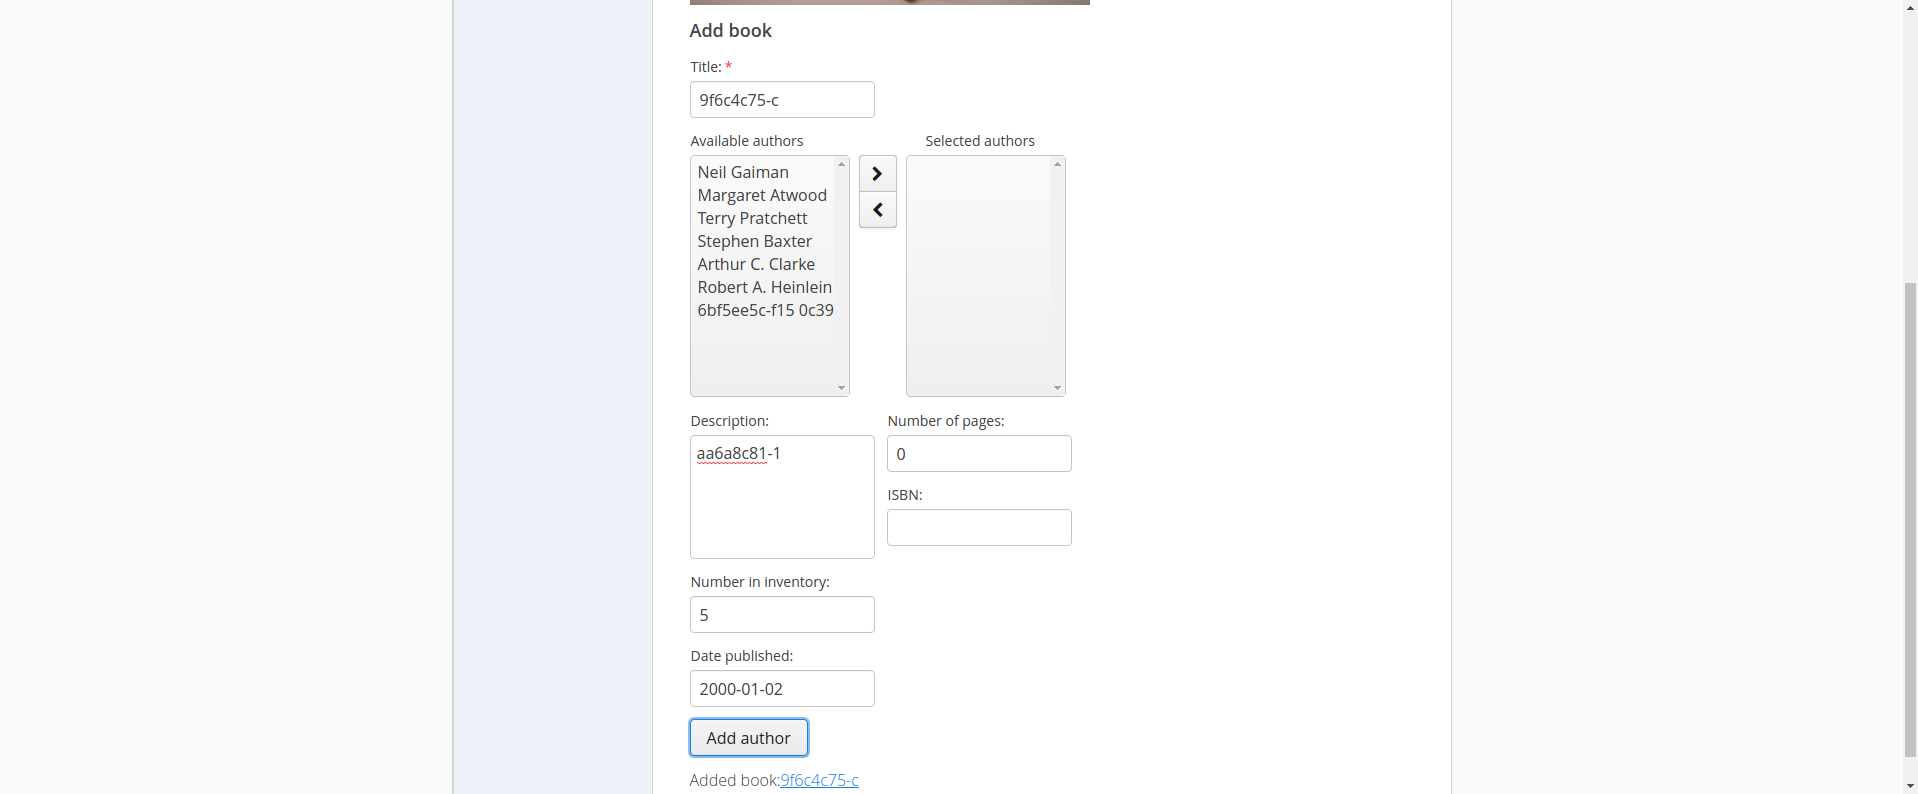 Add book
Title: *
9f6c4c75-c
Available authors
Selected authors
Neil Gaiman
Margaret Atwood
Terry Pratchett
Stephen Baxter
Arthur C. Clarke
Robert A. Heinlein
6bf5ee5c-f15 0c39
Description:
Number of pages:
aa6a8c81-1
0
ISBN:
Number in inventory:
5
Date published:
2000-01-02
Add author
Added book:9f6c4c75-c